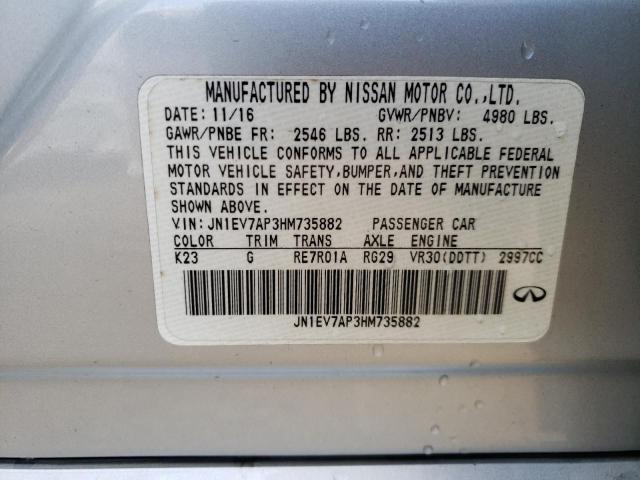 MANUFACTURED BY NISSAN MOTOR CO.,LTD.
DATE: 11/16 GVWR/PNBV: 4980 LBS.
GAWR/PNBE FR: 2546 LBS. RR: 2513 LBS.
THIS VEHICLE CONFORMS TO ALL APPLICABLE FEDERAL
MOTOR VEHICLE SAFETY,BUMPER,AND THEFT PREVENTION
STANDARDS IN EFFECT ON THE DATE OF MANUFACTURE
SHOWN ABOVE.
VIN: JN1EV7AP3HM735882 PASSENGER CAR
COLOR TRIM TRANS AXLE ENGINE
K23 G RE7R01A RG29 VR30(DDTT) 2997CC
JN1EV7AP3HM735882